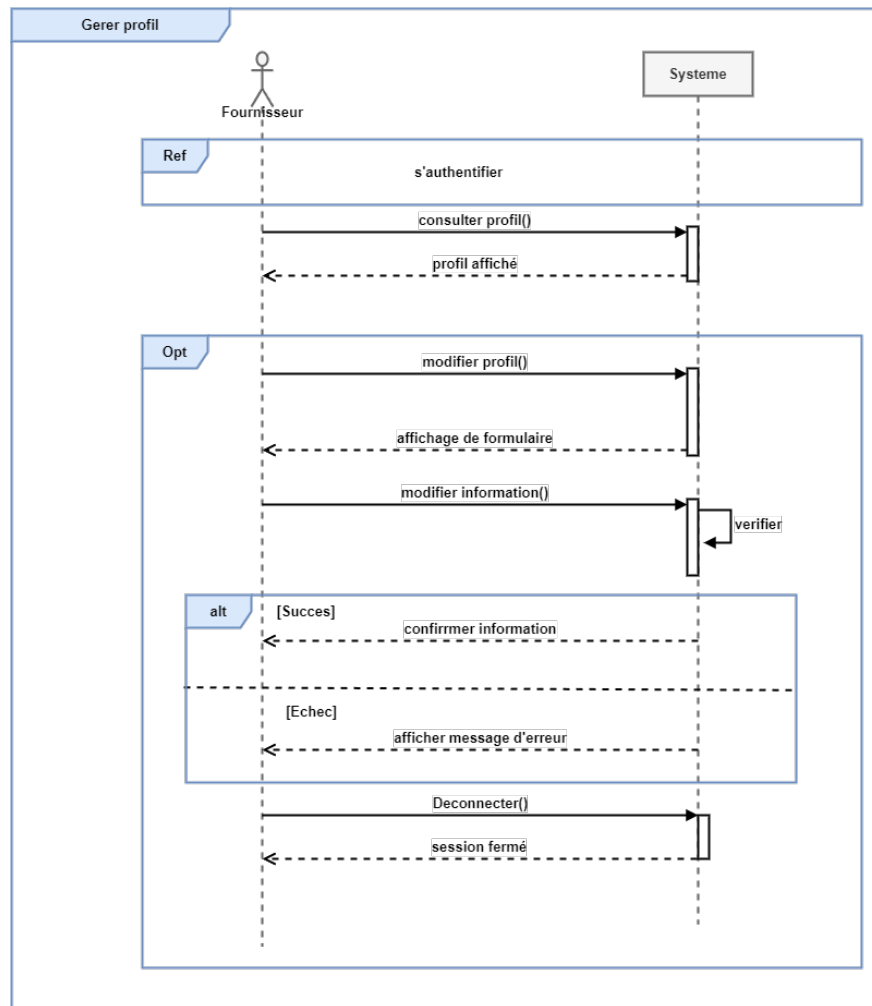 Gerer profil
Systeme
Fournisseur
Ref
s'authentifier
consulter profil()
profil affiché
Opt
modifier profil()
affichage de formulaire
modifier information()
verifier
alt
[Succes]
confirrmer information
[Echec]
afficher message d'erreur
Deconnecter()
session fermé